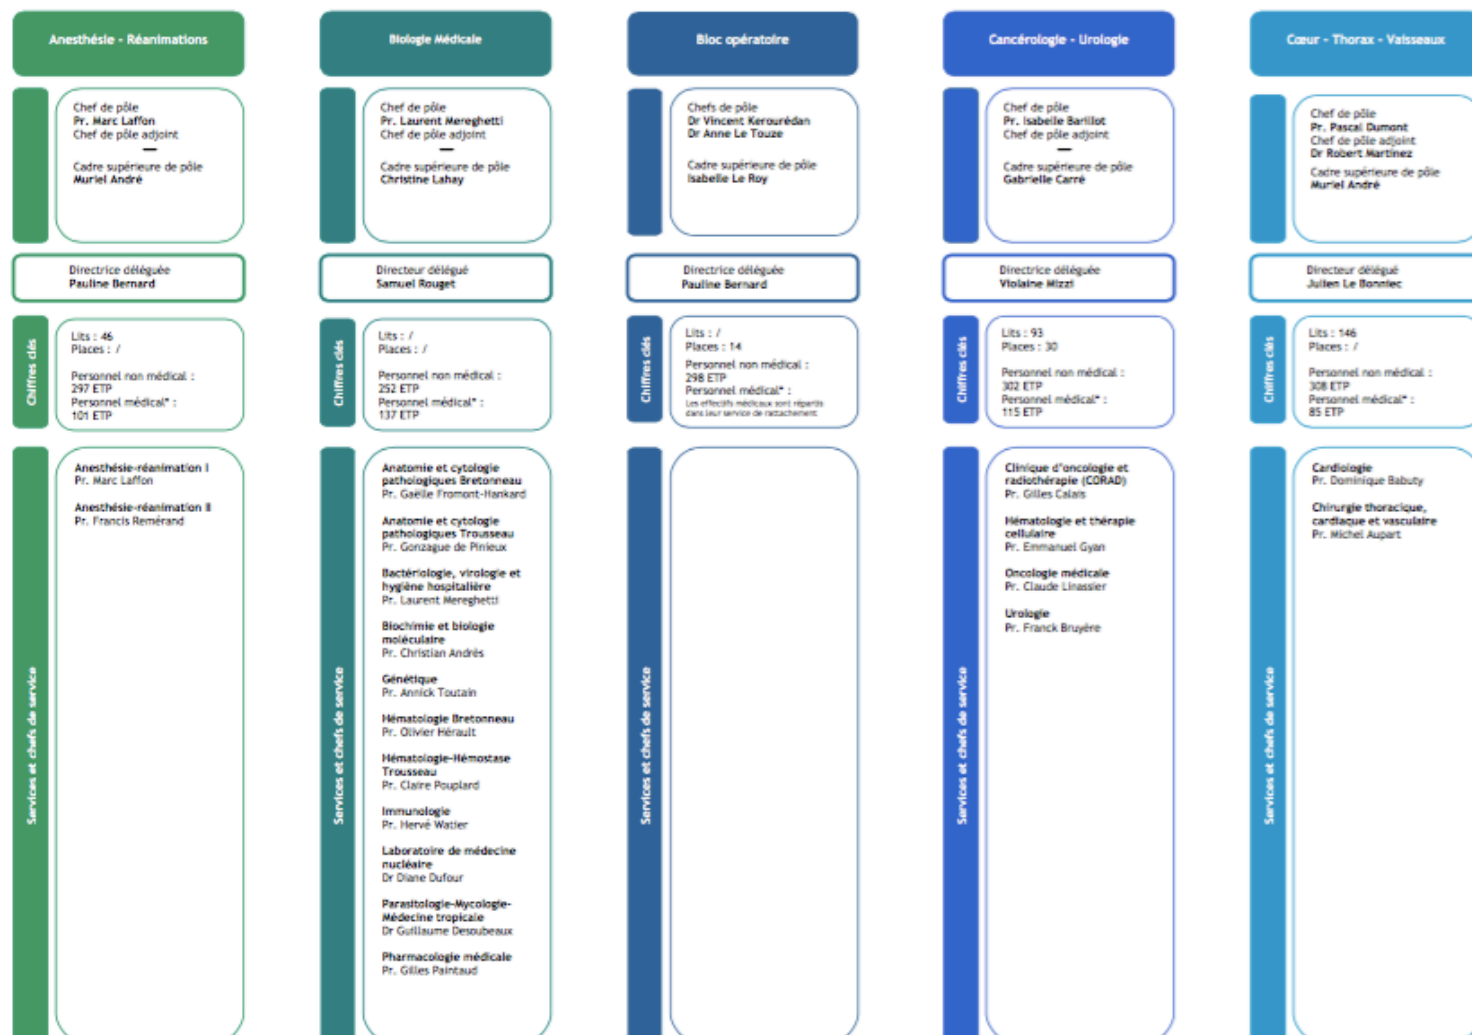 Anesthésie - Réanimations
Chef de pôle
Pr. Marc Laffon
Chef de pôle adjoint
—
Cadre supérieure de pôle
Muriel André
Directrice déléguée
Pauline Bernard
Chiffres clés
Lits : 46
Places : /
Personnel non médical :
297 ETP
Personnel médical* :
101 ETP
Services et chefs de service
Anesthésie-réanimation I
Pr. Marc Laffon
Anesthésie-réanimation II
Pr. Francis Remérand
Biologie Médicale
Chef de pôle
Pr. Laurent Mereghetti
Chef de pôle adjoint
—
Cadre supérieure de pôle
Christine Lahay
Directeur délégué
Samuel Rouget
Chiffres clés
Lits : /
Places : /
Personnel non médical :
252 ETP
Personnel médical* :
137 ETP
Services et chefs de service
Anatomie et cytologie
pathologiques Bretonneau
Pr. Gaëlle Fromont-Hankard
Anatomie et cytologie
pathologiques Trousseau
Pr. Gonzague de Pinieux
Bactériologie, virologie et
hygiène hospitalière
Pr. Laurent Mereghetti
Biochimie et biologie
moléculaire
Pr. Christian Andrès
Génétique
Pr. Annick Toutain
Hématologie Bretonneau
Pr. Olivier Hérault
Hématologie-Hémostase
Trousseau
Pr. Claire Pouplard
Immunologie
Pr. Hervé Watier
Laboratoire de médecine
nucléaire
Dr Diane Dufour
Parasitologie-Mycologie-
Médecine tropicale
Dr Guillaume Desoubeaux
Pharmacologie médicale
Pr. Gilles Paintaud
Bloc opératoire
Chefs de pôle
Dr Vincent Kerourédan
Dr Anne Le Touze
Cadre supérieure de pôle
Isabelle Le Roy
Directrice déléguée
Pauline Bernard
Chiffres clés
Lits : /
Places : 14
Personnel non médical :
298 ETP
Personnel médical* :
Les effectifs médicaux sont répartis
dans leur service de rattachement
Services et chefs de service
Cancérologie - Urologie
Chef de pôle
Pr. Isabelle Barillot
Chef de pôle adjoint
—
Cadre supérieure de pôle
Gabrielle Carré
Directrice déléguée
Violaine Mizzi
Chiffres clés
Lits : 93
Places : 30
Personnel non médical :
302 ETP
Personnel médical* :
115 ETP
Services et chefs de service
Clinique d'oncologie et
radiothérapie (CORAD)
Pr. Gilles Calais
Hématologie et thérapie
cellulaire
Pr. Emmanuel Gyan
Oncologie médicale
Pr. Claude Linassier
Urologie
Pr. Franck Bruyère
Cœur - Thorax - Vaisseaux
Chef de pôle
Pr. Pascal Dumont
Chef de pôle adjoint
Dr Robert Martinez
Cadre supérieure de pôle
Muriel André
Directeur délégué
Julien Le Bonniec
Chiffres clés
Lits : 146
Places : /
Personnel non médical :
308 ETP
Personnel médical* :
85 ETP
Services et chefs de service
Cardiologie
Pr. Dominique Babuty
Chirurgie thoracique,
cardiaque et vasculaire
Pr. Michel Aupart